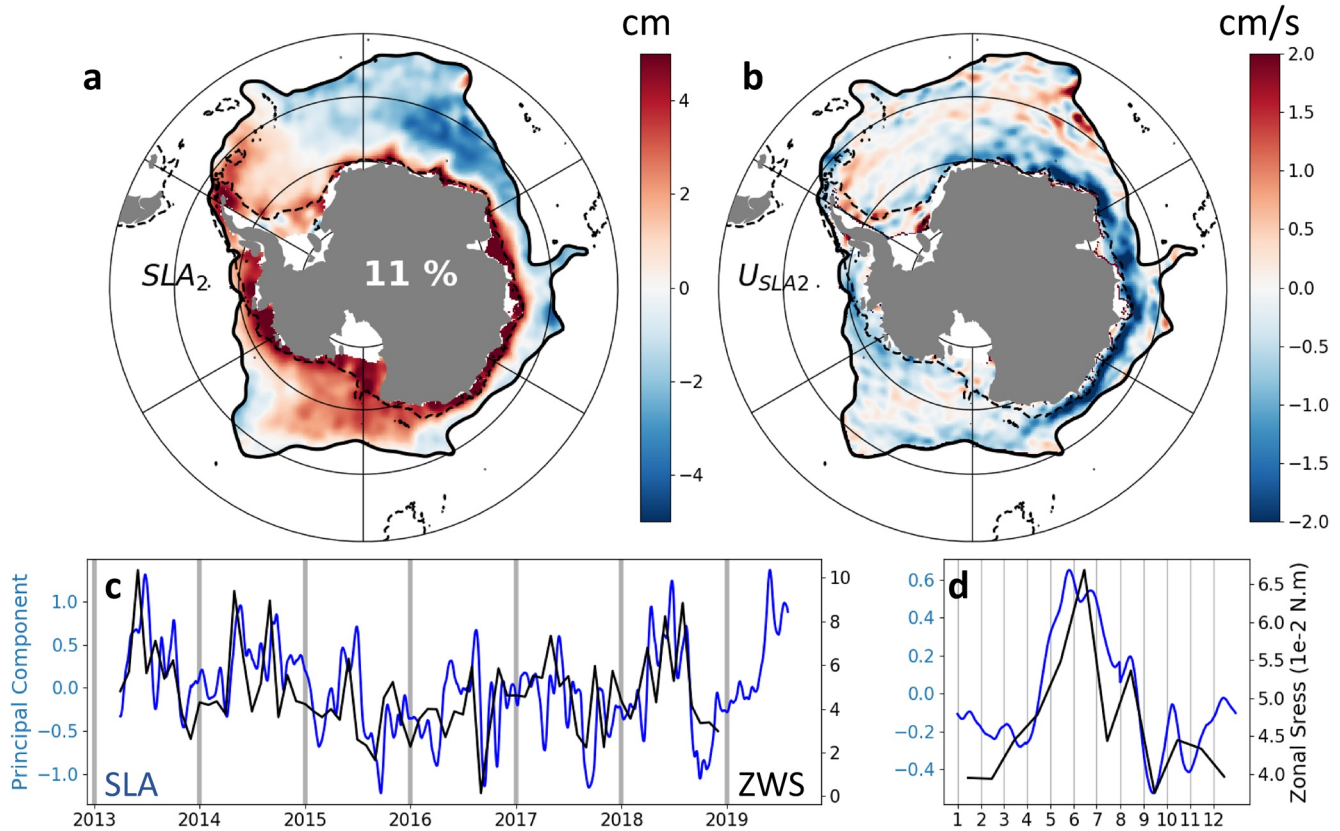 cm
cm/s
a
b
4
2
0
−2
−4
2.0
1.5
1.0
0.5
0.0
−0.5
−1.0
−1.5
−2.0
SLA2
11 %
USLA2
c
d
Principal Component
1.0
0.5
0.0
−0.5
−1.0
10
8
6
4
2
0
SLA
ZWS
2013 2014 2015 2016 2017 2018 2019
0.6
0.4
0.2
0.0
−0.2
−0.4
6.5
6.0
5.5
5.0
4.5
4.0
Zonal Sress (1e-2 N.m)
1 2 3 4 5 6 7 8 9 10 11 12